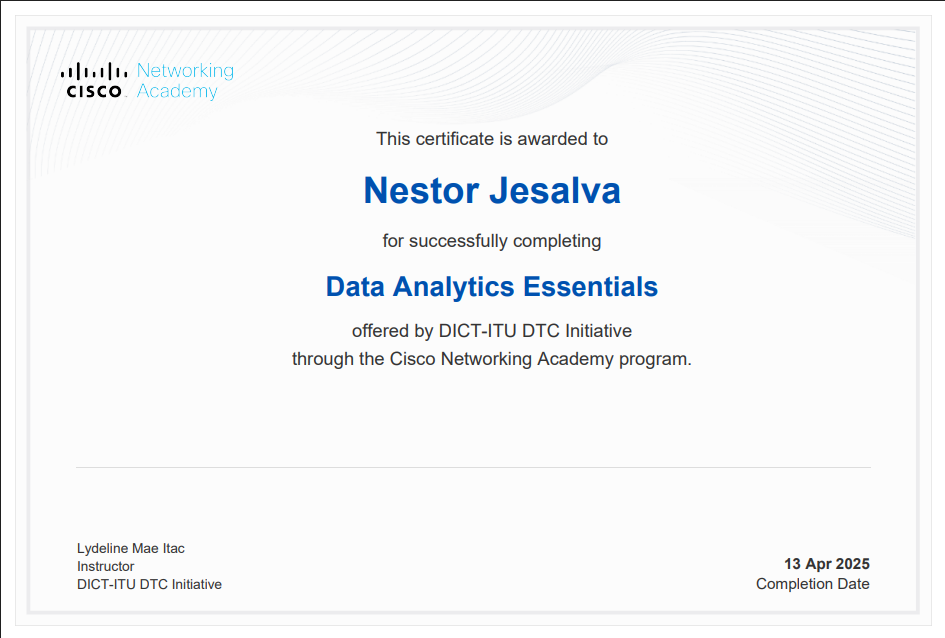 CISCO Networking Academy
This certificate is awarded to
Nestor Jesalva
for successfully completing
Data Analytics Essentials
offered by DICT-ITU DTC Initiative
through the Cisco Networking Academy program.
Lydeline Mae Itac
Instructor
DICT-ITU DTC Initiative
13 Apr 2025
Completion Date